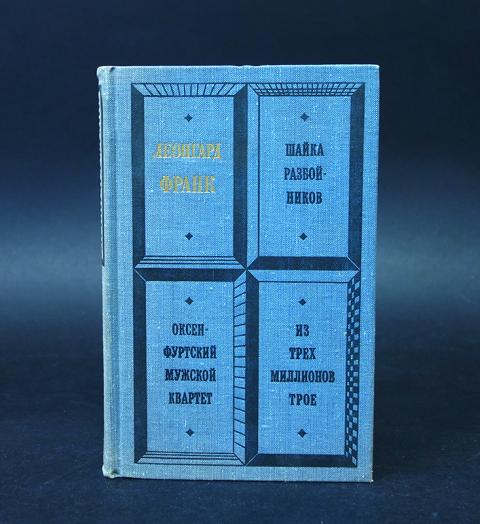 ЛЕОНГАРД
ФРАНК
ШАЙКА
РАЗБОЙ-
НИКОВ
ОКСЕН-
ФУРТСКИЙ
МУЖСКОЙ
КВАРТЕТ
ИЗ
ТРЕХ
МИЛЛИОНОВ
ТРОЕ